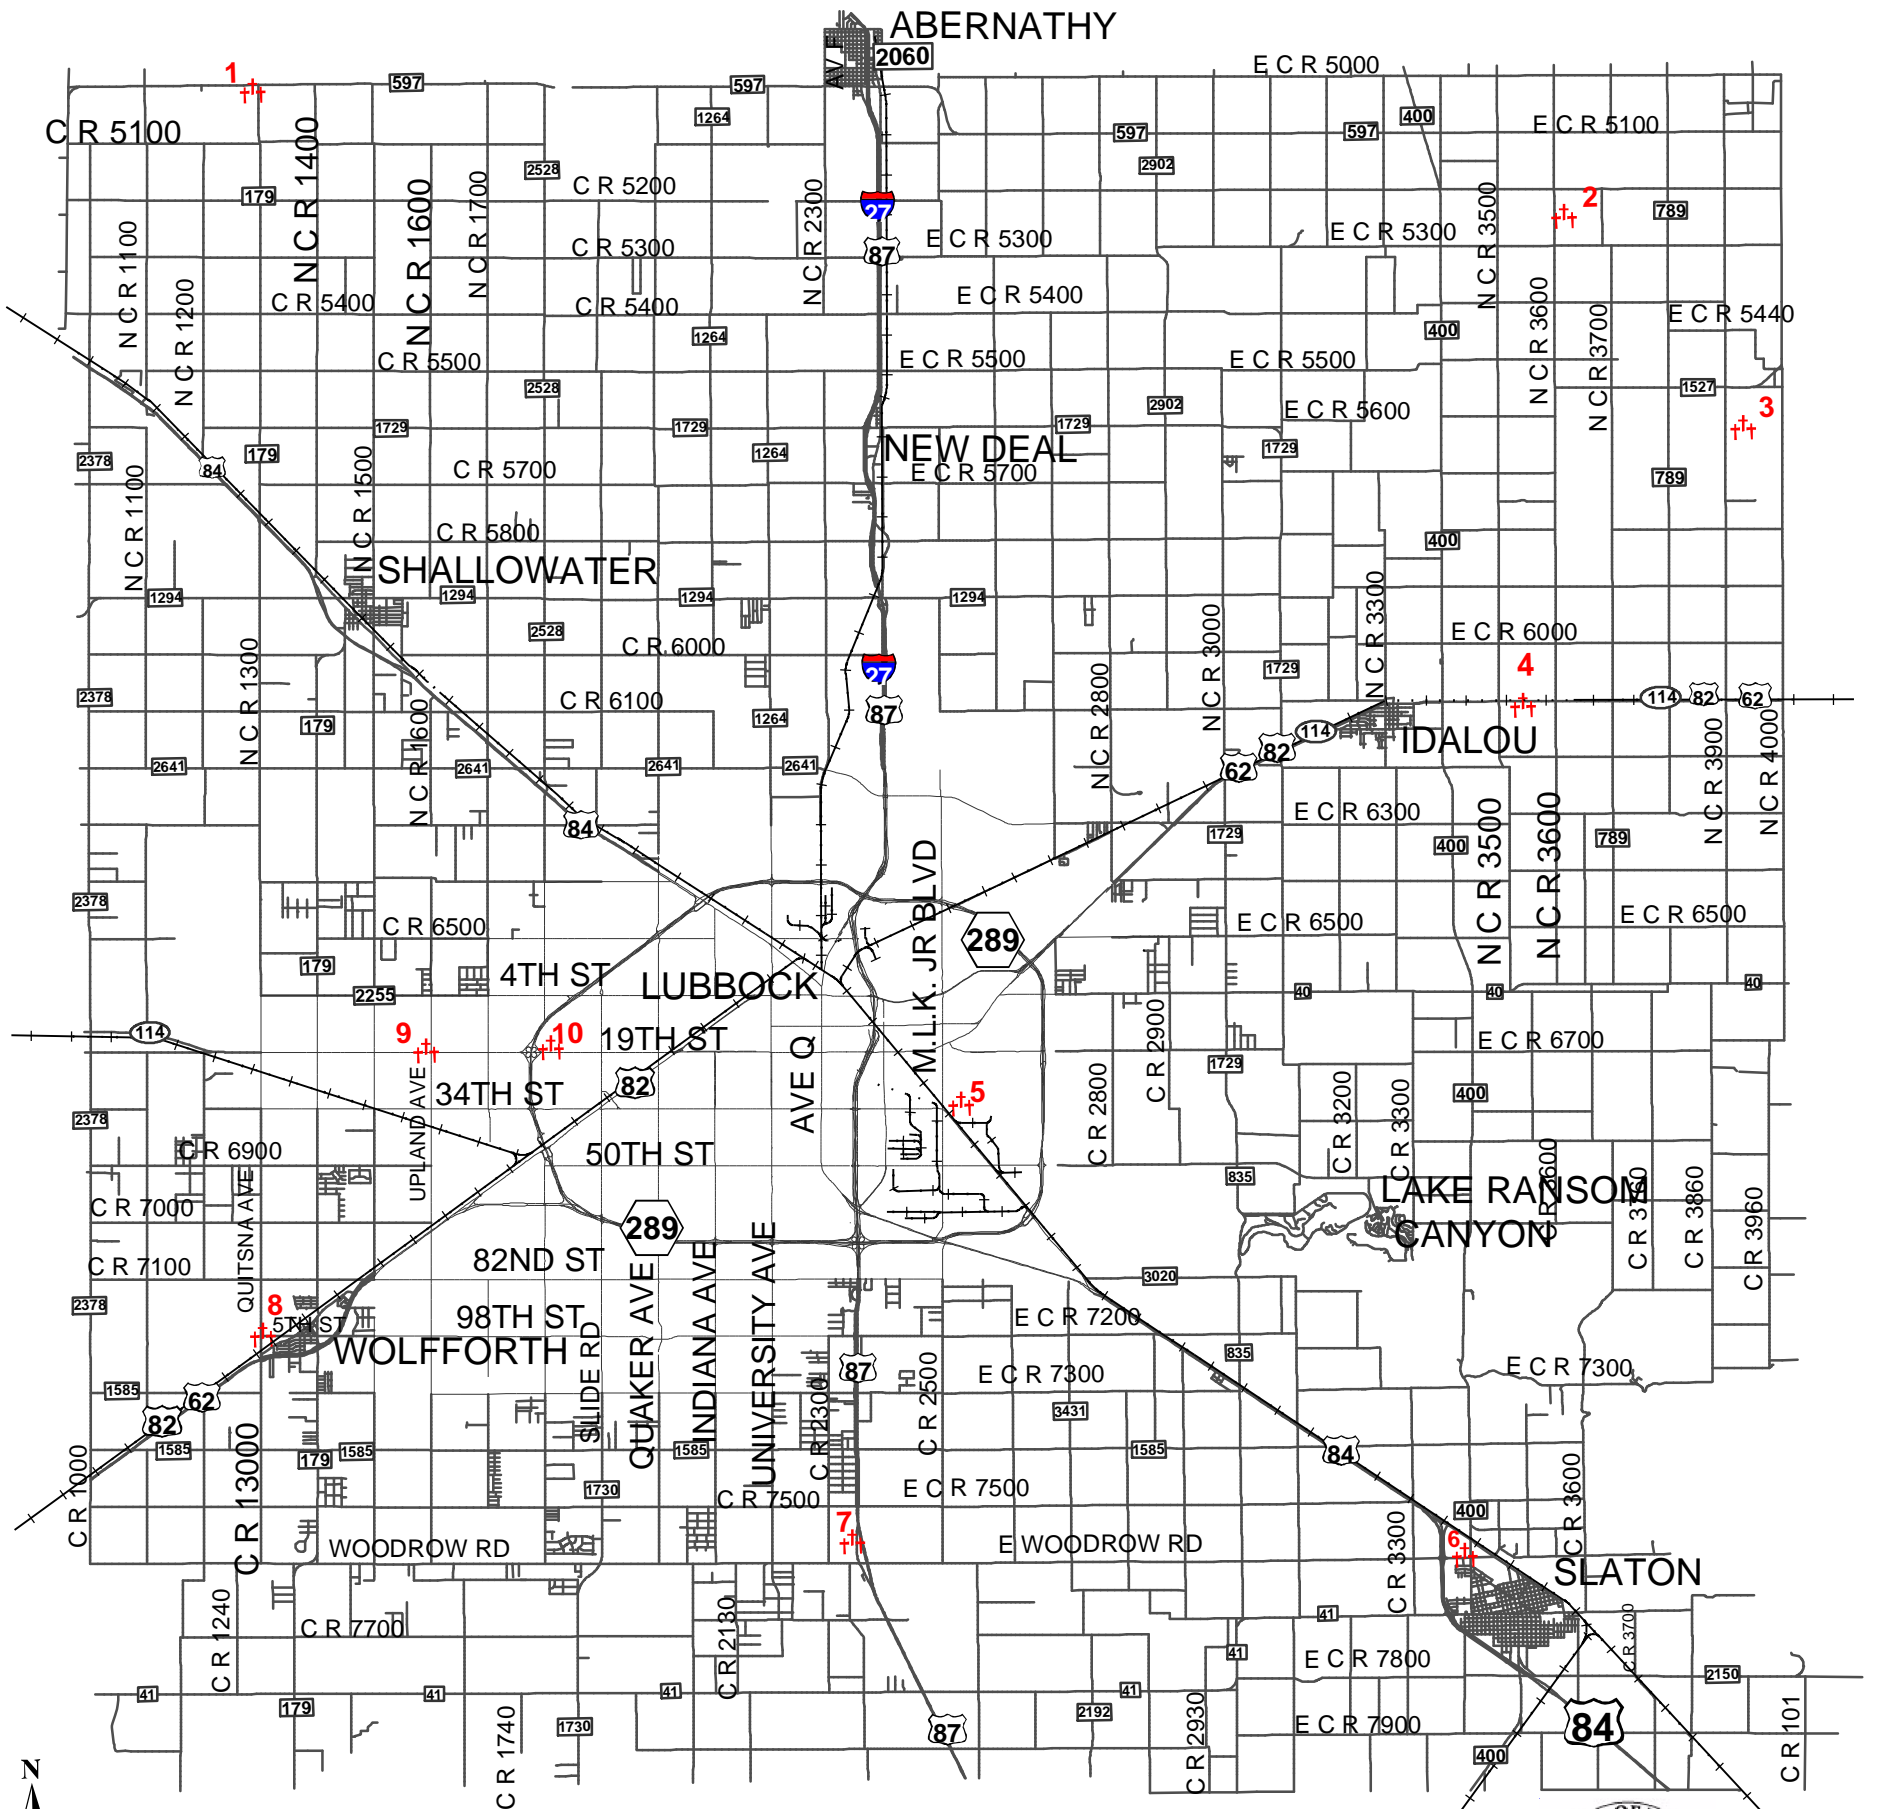 ABERNATHY
AV F
2060
E C R 5000
1
597
597
1264
400
C R 5100
N C R 1400
597
597
E C R 5100
2902
2528
179
C R 5200
N C R 1600
N C R 1700
N C R 2300
27
N C R 3500
2
789
N C R 1100
C R 5300
87
E C R 5300
E C R 5300
N C R 1200
C R 5400
C R 5400
E C R 5400
N C R 3600
N C R 3700
E C R 5440
1264
400
C R 5500
E C R 5500
E C R 5500
2528
1527
2902
E C R 5600
3
1729
1729
1729
NEW DEAL
1729
2378
179
1264
84
C R 5700
E C R 5700
789
N C R 1100
N C R 1500
C R 5800
400
SHALLOWATER
1294
1294
1294
1294
N C R 3300
2528
N C R 3000
E C R 6000
N C R 1300
C R 6000
27
1729
4
N C R 2800
2378
C R 6100
114
82
62
179
N C R 1600
1264
87
114
IDALOU
N C R 3900
N C R 4000
2641
2641
2641
2641
82
62
84
E C R 6300
1729
400
N C R 3500
N C R 3600
789
M.L.K. JR BLVD
2378
C R 6500
289
E C R 6500
E C R 6500
179
4TH ST
LUBBOCK
2255
40
40
40
114
9
10
19TH ST
AVE Q
C R 2900
E C R 6700
1729
UPLAND AVE
34TH ST
82
5
C R 2800
C R 3200
C R 3300
400
2378
C R 6900
50TH ST
835
QUITSNA AVE
LAKE RANSOM
CANYON
C R 3760
C R 3860
C R 3960
C R 7000
289
C R 7100
82ND ST
QUAKER AVE
INDIANA AVE
UNIVERSITY AVE
3020
2378
8
5TH ST
98TH ST
E C R 7200
WOLFFORTH
SLIDE RD
87
C R 2300
C R 2500
E C R 7300
835
E C R 7300
1585
62
82
3431
C R 1000
1585
C R 13000
179
1585
1585
1585
84
1730
C R 7500
E C R 7500
C R 3600
400
7
6
WOODROW RD
E WOODROW RD
C R 3300
SLATON
C R 1240
C R 7700
C R 2130
41
C R 3700
41
E C R 7800
2150
41
179
41
41
41
C R 1740
1730
87
2192
C R 2930
E C R 7900
84
400
C R 101
N
OF